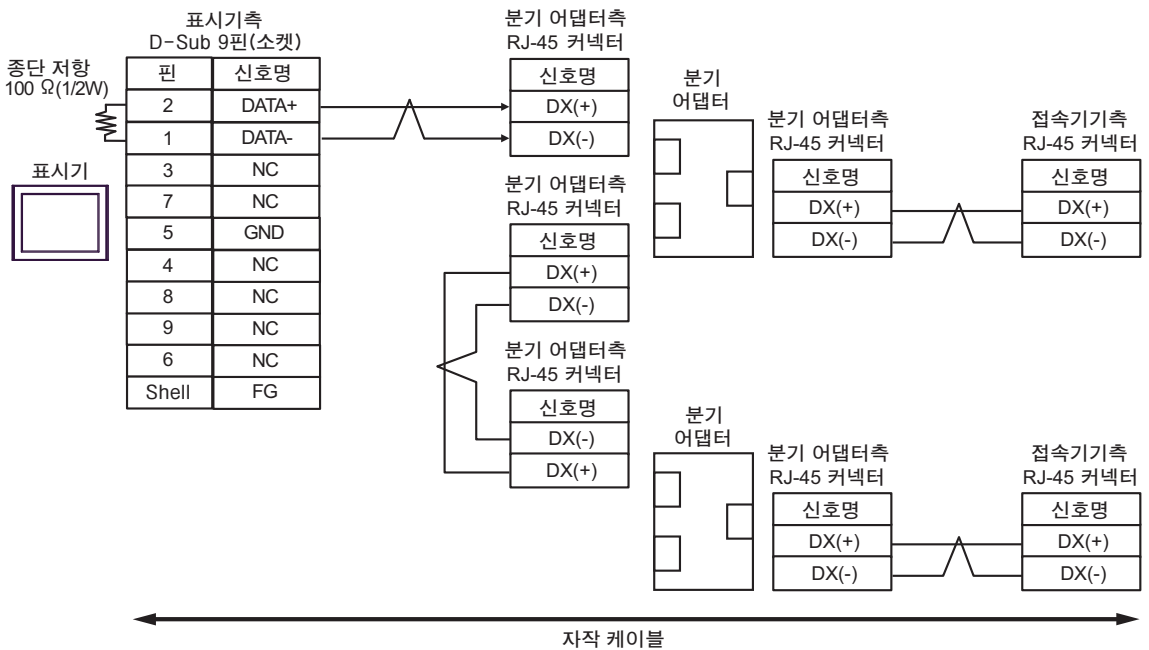 표시기측
D-Sub 9핀(소켓)
종단 저항
100 Ω(1/2W)
표시기
핀 신호명
2 DATA+
1 DATA-
3 NC
7 NC
5 GND
4 NC
8 NC
9 NC
6 NC
Shell FG
분기 어댑터측
RJ-45 커넥터
신호명
DX(+)
DX(-)
분기
어댑터
분기 어댑터측
RJ-45 커넥터
신호명
DX(+)
DX(-)
접속기기측
RJ-45 커넥터
신호명
DX(+)
DX(-)
분기 어댑터측
RJ-45 커넥터
신호명
DX(+)
DX(-)
분기 어댑터측
RJ-45 커넥터
신호명
DX(-)
DX(+)
분기
어댑터
분기 어댑터측
RJ-45 커넥터
신호명
DX(+)
DX(-)
접속기기측
RJ-45 커넥터
신호명
DX(+)
DX(-)
자작 케이블